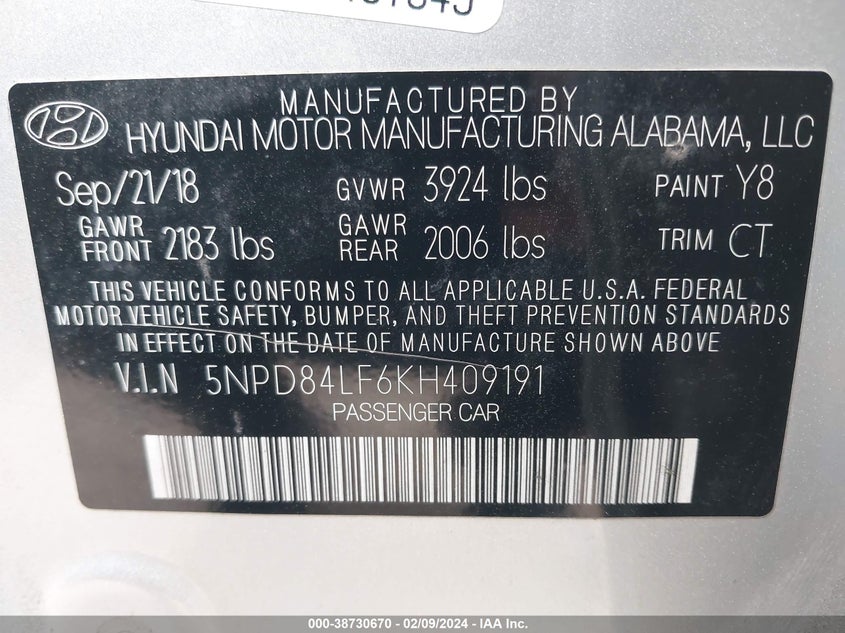 MANUFACTURED BY
HYUNDAI MOTOR MANUFACTURING ALABAMA, LLC
Sep/21/18 GVWR 3924 lbs PAINT Y8
GAWR FRONT 2183 lbs GAWR REAR 2006 lbs TRIM CT
THIS VEHICLE CONFORMS TO ALL APPLICABLE U.S.A. FEDERAL
MOTOR VEHICLE SAFETY, BUMPER, AND THEFT PREVENTION STANDARDS
IN EFFECT ON THE DATE OF MANUFACTURE SHOWN ABOVE
V.I.N 5NPD84LF6KH409191
PASSENGER CAR
000-38730670 - 02/09/2024 - IAA Inc.